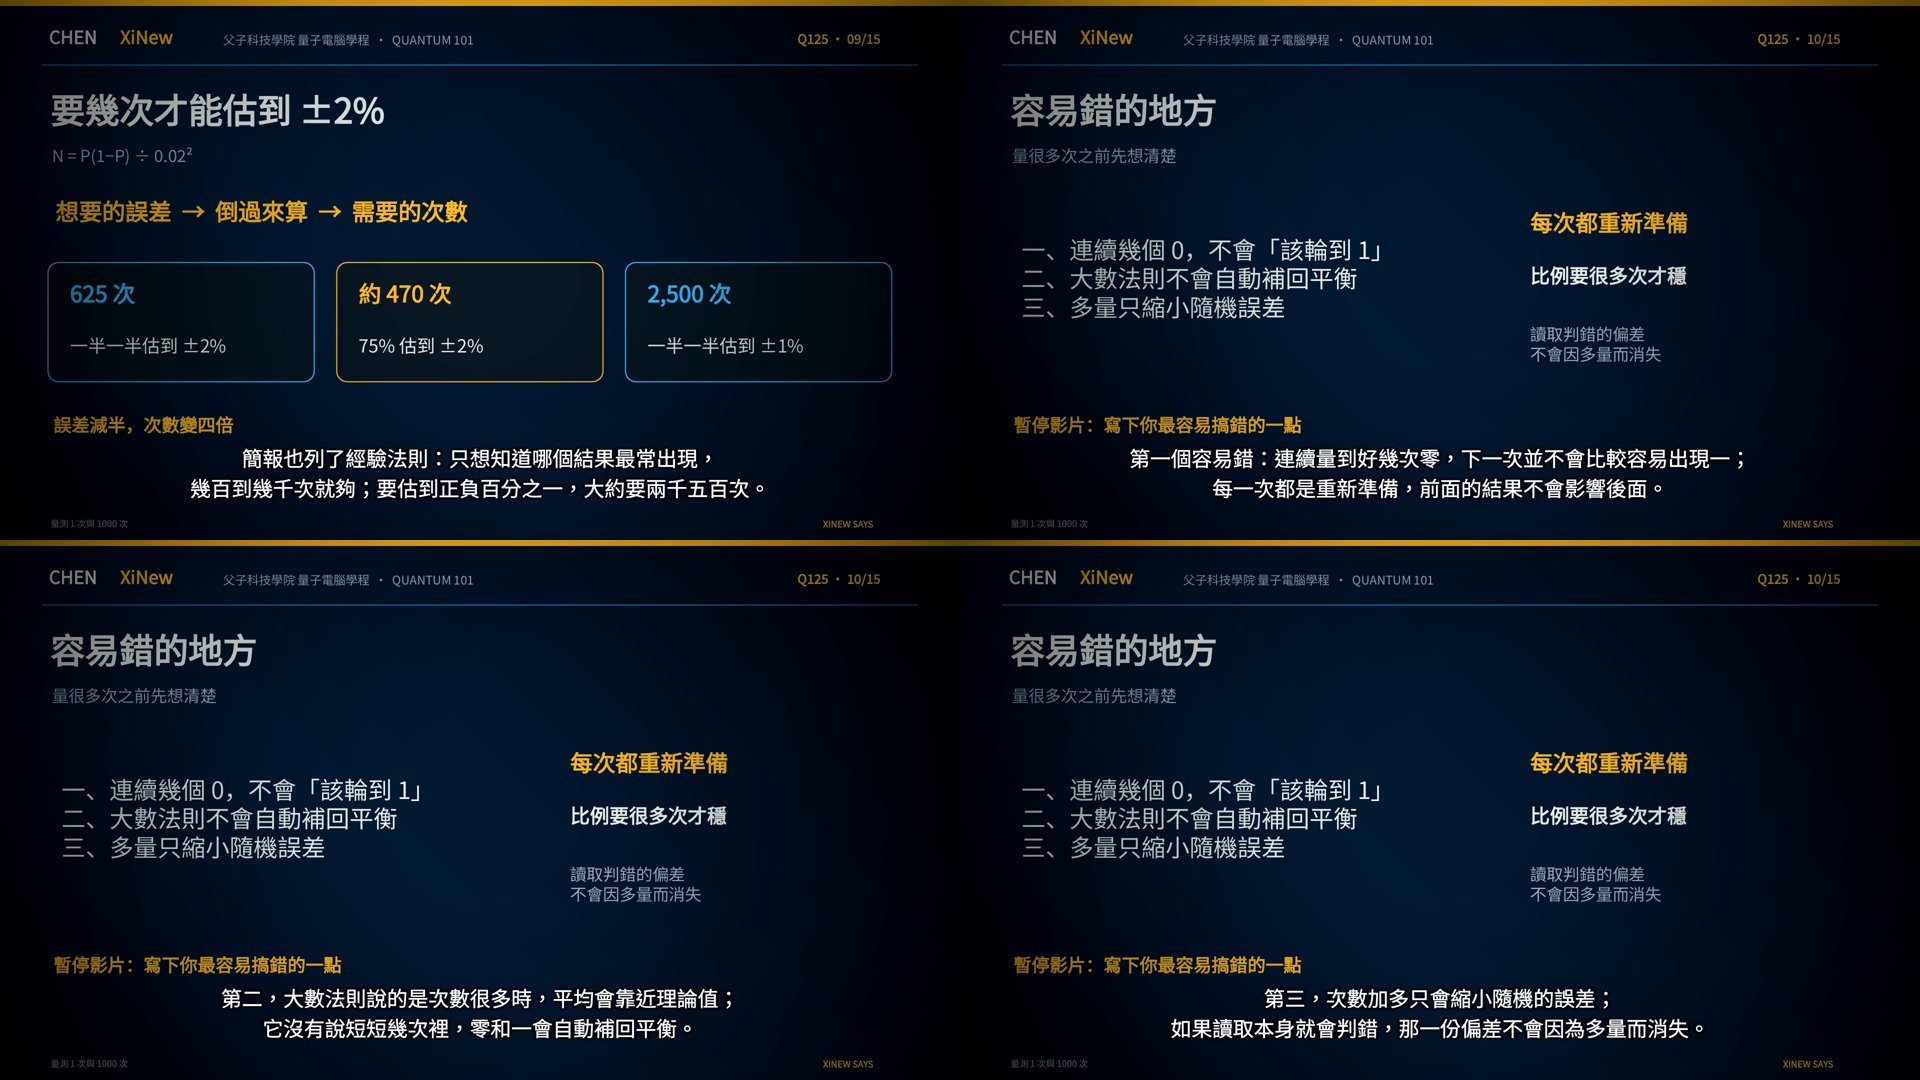 CHEN XiNew 父子科技學院 量子電腦學程 · QUANTUM 101 Q125 · 09/15
要幾次才能估到 ±2%
N = P(1−P) ÷ 0.02²
想要的誤差 → 倒過來算 → 需要的次數
625 次
一半一半估到 ±2%
約 470 次
75% 估到 ±2%
2,500 次
一半一半估到 ±1%
誤差減半，次數變四倍
簡報也列了經驗法則：只想知道哪個結果最常出現，
幾百到幾千次就夠；要估到正負百分之一，大約要兩千五百次。
量測 1 次與 1000 次 XINEW SAYS
CHEN XiNew 父子科技學院 量子電腦學程 · QUANTUM 101 Q125 · 10/15
容易錯的地方
量很多次之前先想清楚
一、連續幾個 0，不會「該輪到 1」
二、大數法則不會自動補回平衡
三、多量只縮小隨機誤差
每次都重新準備
比例要很多次才穩
讀取判錯的偏差
不會因多量而消失
暫停影片：寫下你最容易搞錯的一點
第一個容易錯：連續量到好幾次零，下一次並不會比較容易出現一；
每一次都是重新準備，前面的結果不會影響後面。
量測 1 次與 1000 次 XINEW SAYS
CHEN XiNew 父子科技學院 量子電腦學程 · QUANTUM 101 Q125 · 10/15
容易錯的地方
量很多次之前先想清楚
一、連續幾個 0，不會「該輪到 1」
二、大數法則不會自動補回平衡
三、多量只縮小隨機誤差
每次都重新準備
比例要很多次才穩
讀取判錯的偏差
不會因多量而消失
暫停影片：寫下你最容易搞錯的一點
第二，大數法則說的是次數很多時，平均會靠近理論值；
它沒有說短短幾次裡，零和一會自動補回平衡。
量測 1 次與 1000 次 XINEW SAYS
CHEN XiNew 父子科技學院 量子電腦學程 · QUANTUM 101 Q125 · 10/15
容易錯的地方
量很多次之前先想清楚
一、連續幾個 0，不會「該輪到 1」
二、大數法則不會自動補回平衡
三、多量只縮小隨機誤差
每次都重新準備
比例要很多次才穩
讀取判錯的偏差
不會因多量而消失
暫停影片：寫下你最容易搞錯的一點
第三，次數加多只會縮小隨機的誤差；
如果讀取本身就會判錯，那一份偏差不會因為多量而消失。
量測 1 次與 1000 次 XINEW SAYS